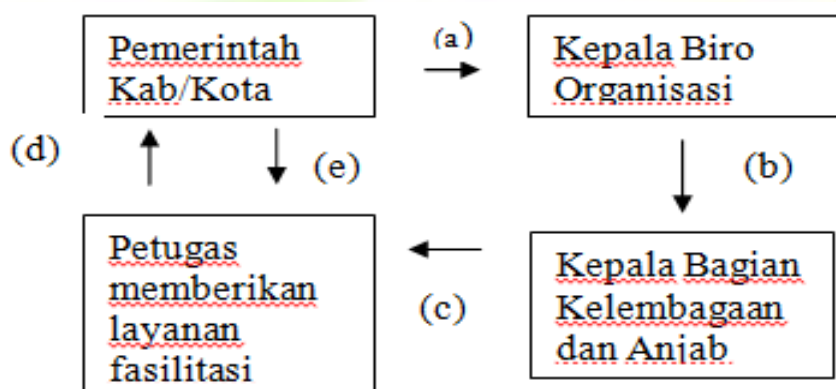 Pemerintah
Kab/Kota
(a)
Kepala Biro
Organisasi
(d)
(e)
(b)
Petugas
memberikan
layanan
fasilitasi
(c)
Kepala Bagian
Kelembagaan
dan Anjab